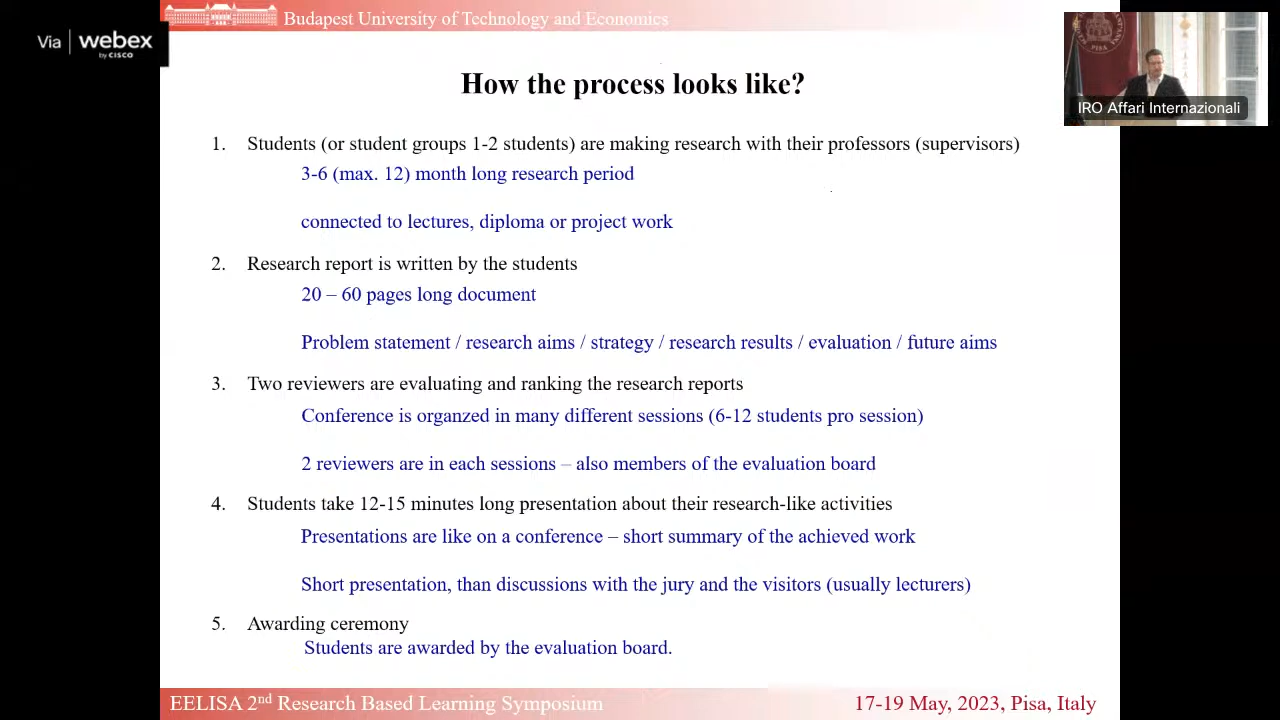 Budapest University of Technology and Economics
Via | webex
by CISCO
PISA
IRO Affari Internazionali
How the process looks like?
1. Students (or student groups 1-2 students) are making research with their professors (supervisors)
3-6 (max. 12) month long research period
connected to lectures, diploma or project work
2. Research report is written by the students
20 – 60 pages long document
Problem statement / research aims / strategy / research results / evaluation / future aims
3. Two reviewers are evaluating and ranking the research reports
Conference is organzed in many different sessions (6-12 students pro session)
2 reviewers are in each sessions – also members of the evaluation board
4. Students take 12-15 minutes long presentation about their research-like activities
Presentations are like on a conference – short summary of the achieved work
Short presentation, than discussions with the jury and the visitors (usually lecturers)
5. Awarding ceremony
Students are awarded by the evaluation board.
EELISA 2nd Research Based Learning Symposium
17-19 May, 2023, Pisa, Italy